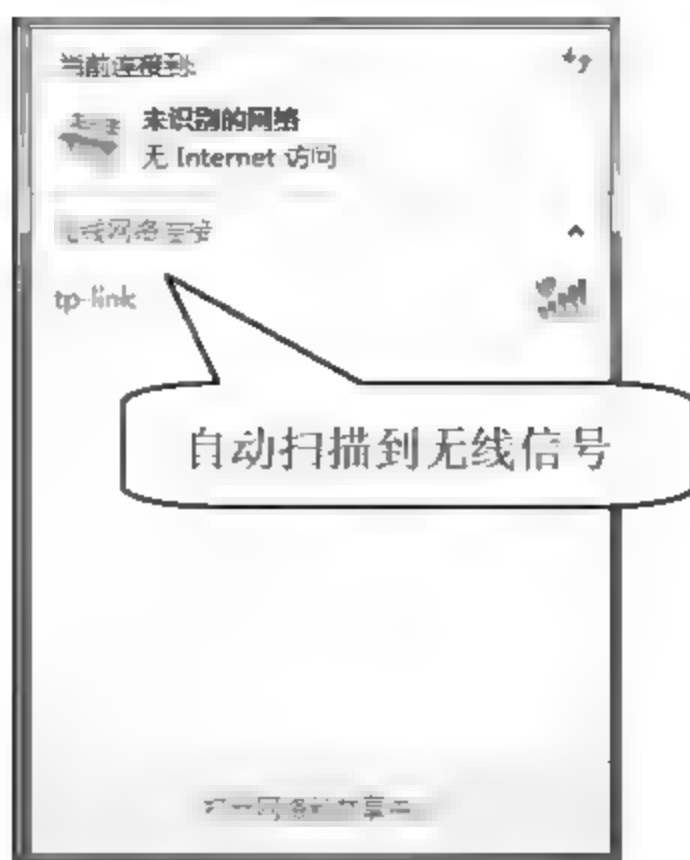 当前连接到:
未识别的网络
无 Internet 访问
无线网络连接
tp-link
自动扫描到无线信号